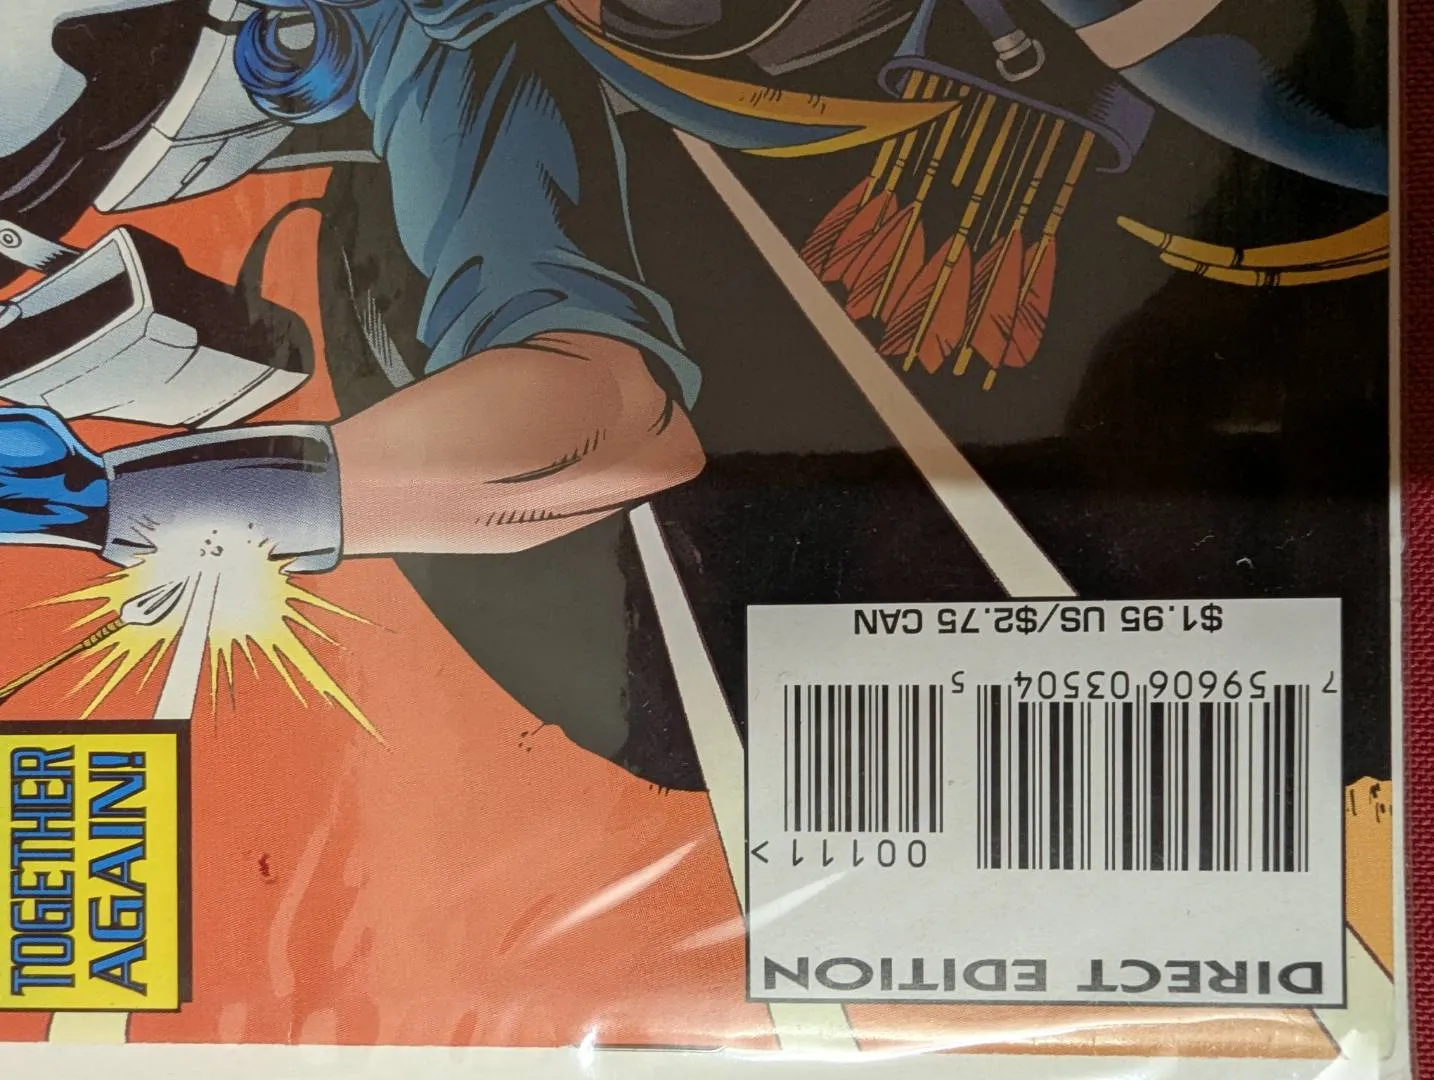 TOGETHER
AGAIN!
DIRECT EDITION
00111>
7 59606 03504 5
$1.95 US/$2.75 CAN